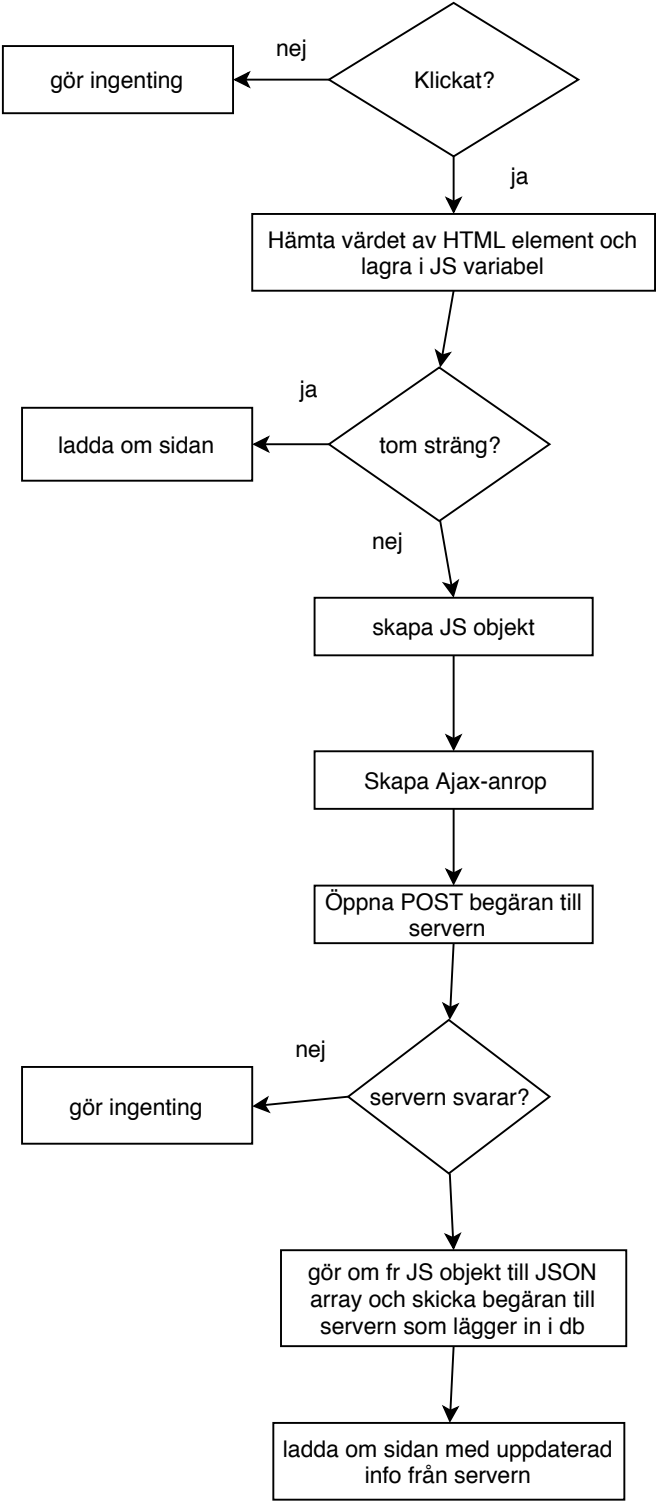 nej
gör ingenting
Klickat?
ja
Hämta värdet av HTML element och
lagra i JS variabel
ja
ladda om sidan
tom sträng?
nej
skapa JS objekt
Skapa Ajax-anrop
Öppna POST begäran till
servern
nej
gör ingenting
servern svarar?
gör om fr JS objekt till JSON
array och skicka begäran till
servern som lägger in i db
ladda om sidan med uppdaterad
info från servern